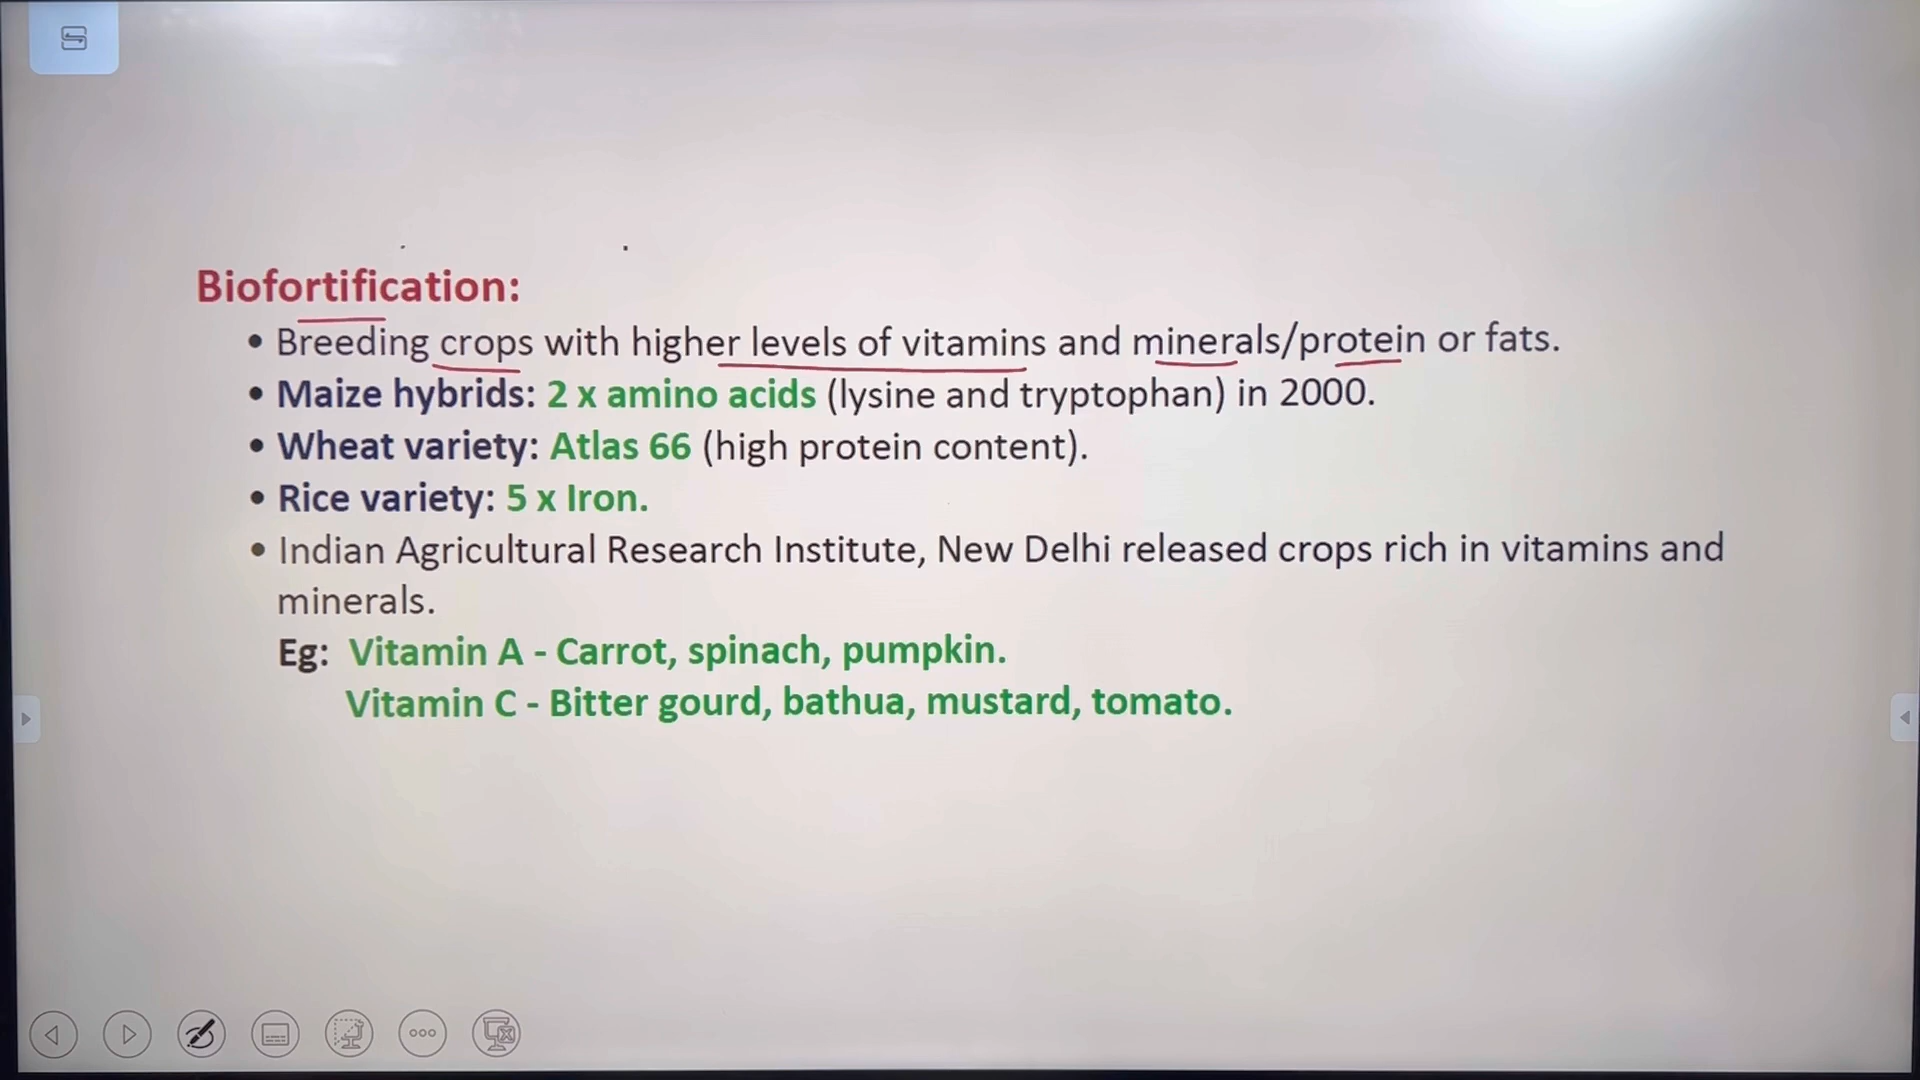 Biofortification:
• Breeding crops with higher levels of vitamins and minerals/protein or fats.
• Maize hybrids: 2 x amino acids (lysine and tryptophan) in 2000.
• Wheat variety: Atlas 66 (high protein content).
• Rice variety: 5 x Iron.
• Indian Agricultural Research Institute, New Delhi released crops rich in vitamins and
minerals.
Eg: Vitamin A - Carrot, spinach, pumpkin.
Vitamin C - Bitter gourd, bathua, mustard, tomato.